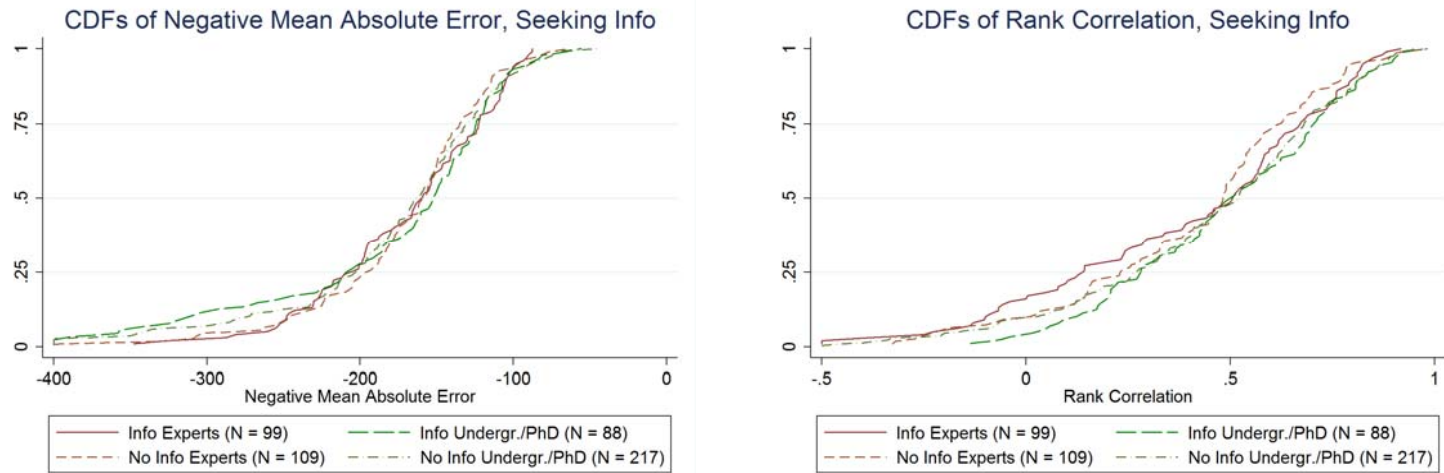 CDFs of Negative Mean Absolute Error, Seeking Info
1
.75
.5
.25
0
-400 -300 -200 -100 0
Negative Mean Absolute Error
Info Experts (N = 99) Info Undergr./PhD (N = 88)
No Info Experts (N = 109) No Info Undergr./PhD (N = 217)
CDFs of Rank Correlation, Seeking Info
1
.75
.5
.25
0
-.5 0 .5 1
Rank Correlation
Info Experts (N = 99) Info Undergr./PhD (N = 88)
No Info Experts (N = 109) No Info Undergr./PhD (N = 217)